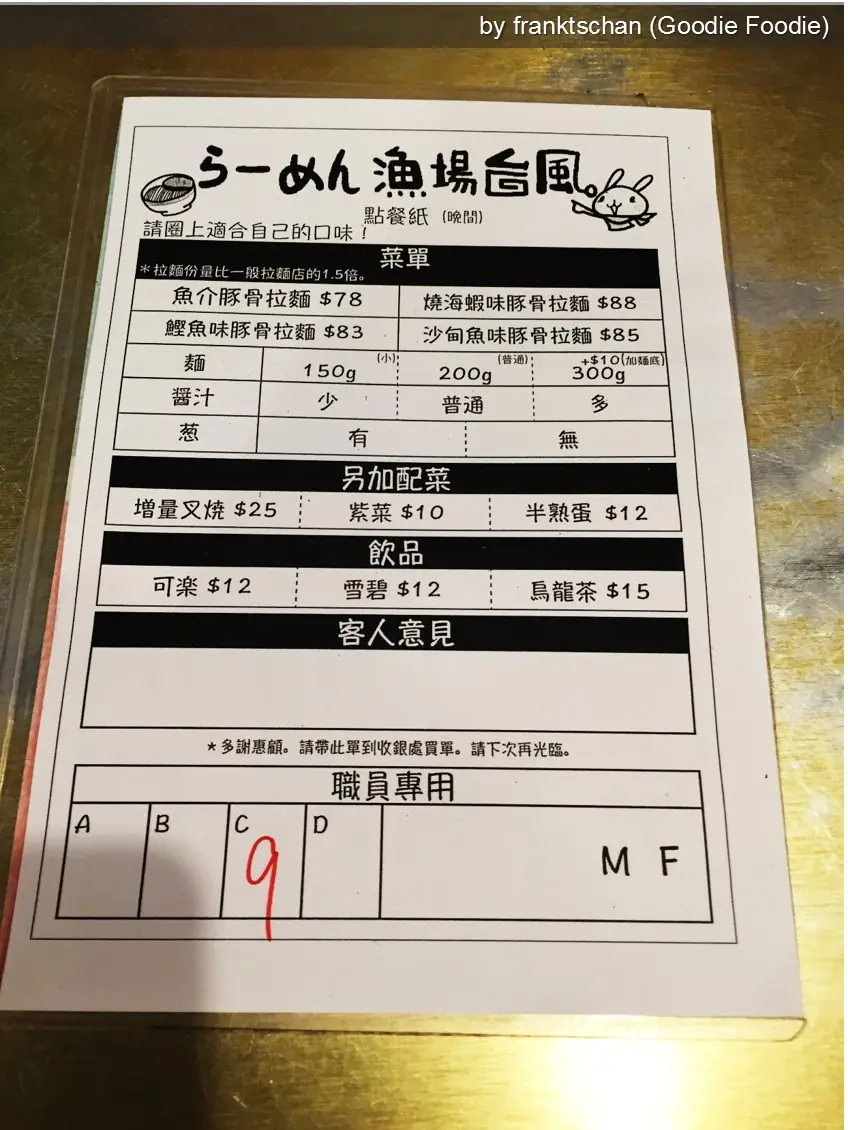 by franktschan (Goodie Foodie)
らーめん 漁場台風。
點餐紙 (晩間)
請圈上適合自己的口味！
菜單
＊拉麵份量比一般拉麵店的1.5倍。
魚介豚骨拉麵 $78 燒海蝦味豚骨拉麵 $88
鰹魚味豚骨拉麵 $83 沙甸魚味豚骨拉麵 $85
麵 150g (小) 200g (普通) 300g +$10(加麵底)
醤汁 少 普通 多
葱 有 無
另加配菜
增量叉燒 $25 紫菜 $10 半熟蛋 $12
飲品
可楽 $12 雪碧 $12 烏龍茶 $15
客人意見
＊多謝惠顧。請帶此單到收銀處買單。請下次再光臨。
職員專用
A B C D
9 M F